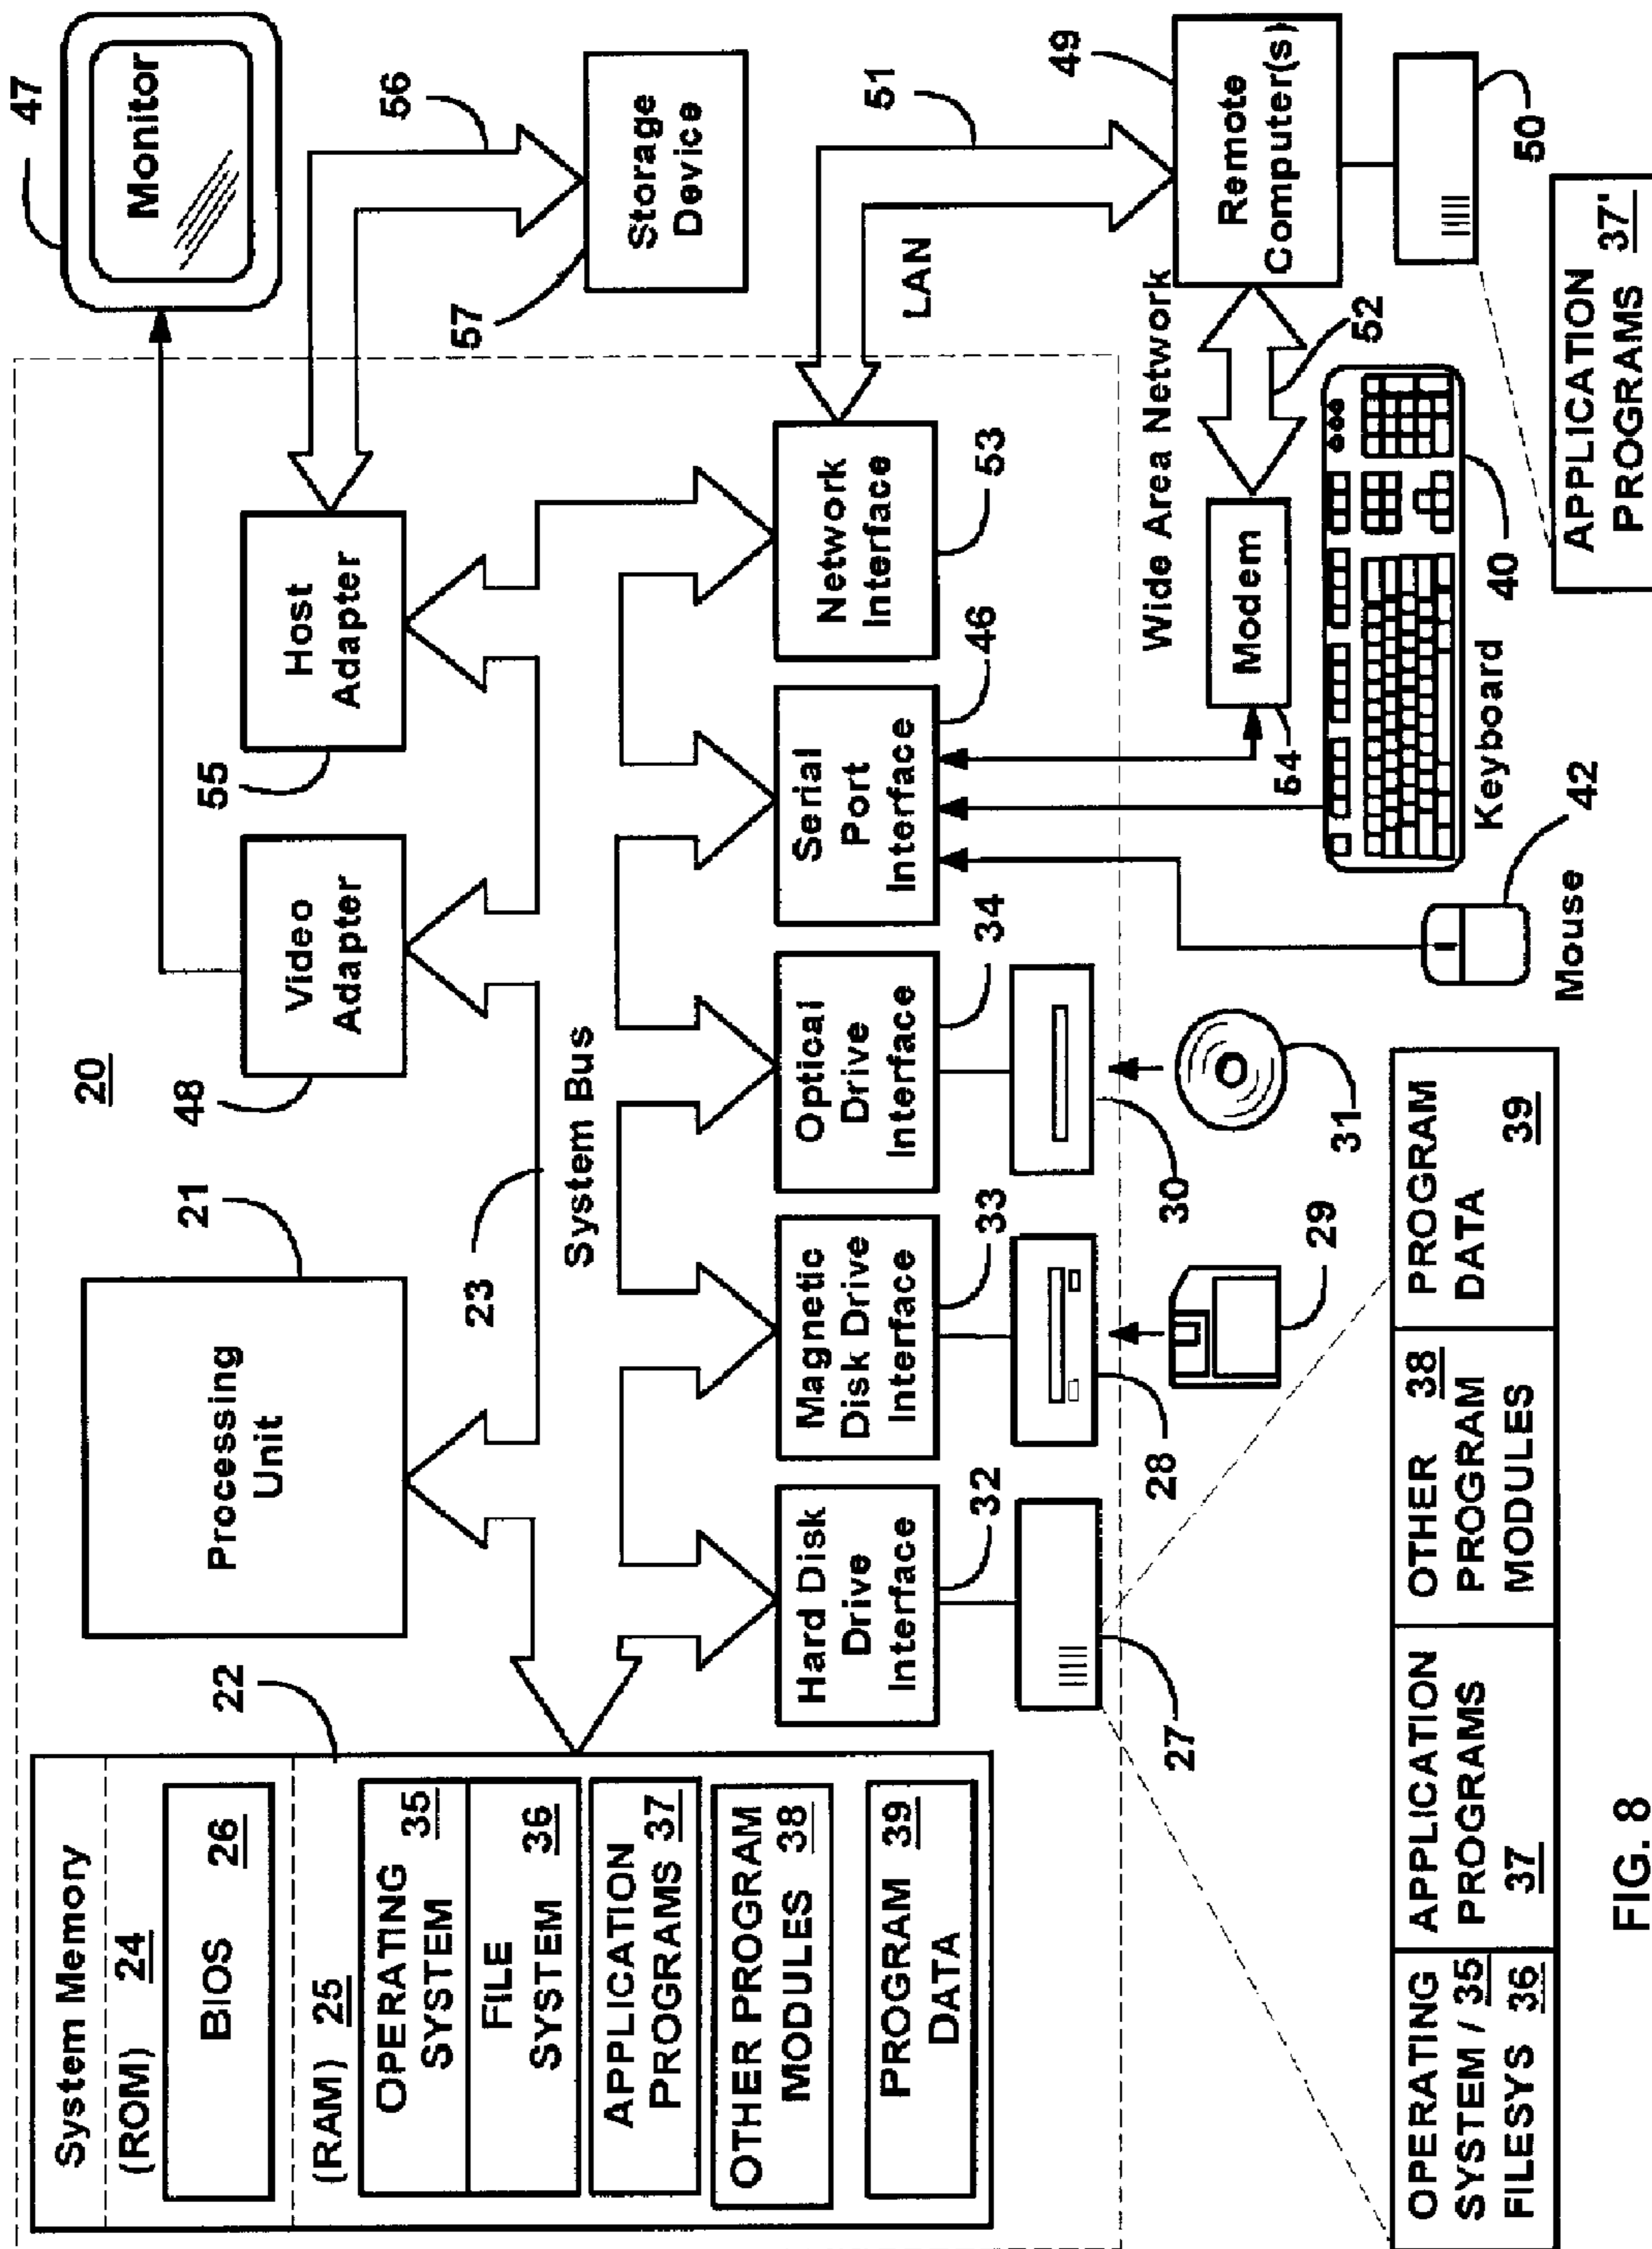 20
System Memory
(ROM) 24
BIOS 26
(RAM) 25
OPERATING
SYSTEM 35
FILE
SYSTEM 36
APPLICATION
PROGRAMS 37
OTHER PROGRAM
MODULES 38
PROGRAM 39
DATA
22
Processing
Unit
21
Video
Adapter
48
Host
Adapter
55
Monitor
47
56
Storage
Device
57
23
System Bus
Hard Disk
Drive
Interface
32
Magnetic
Disk Drive
Interface
33
Optical
Drive
Interface
34
Serial
Port
Interface
46
Network
Interface
53
LAN
51
27
28
29
30
31
Wide Area Network
Modem
54
52
Remote
Computer(s)
49
50
Keyboard
40
Mouse
42
OPERATING
SYSTEM / 35
FILESYS 36
APPLICATION
PROGRAMS
37
OTHER 38
PROGRAM
MODULES
PROGRAM
DATA
39
APPLICATION
PROGRAMS 37'
FIG. 8